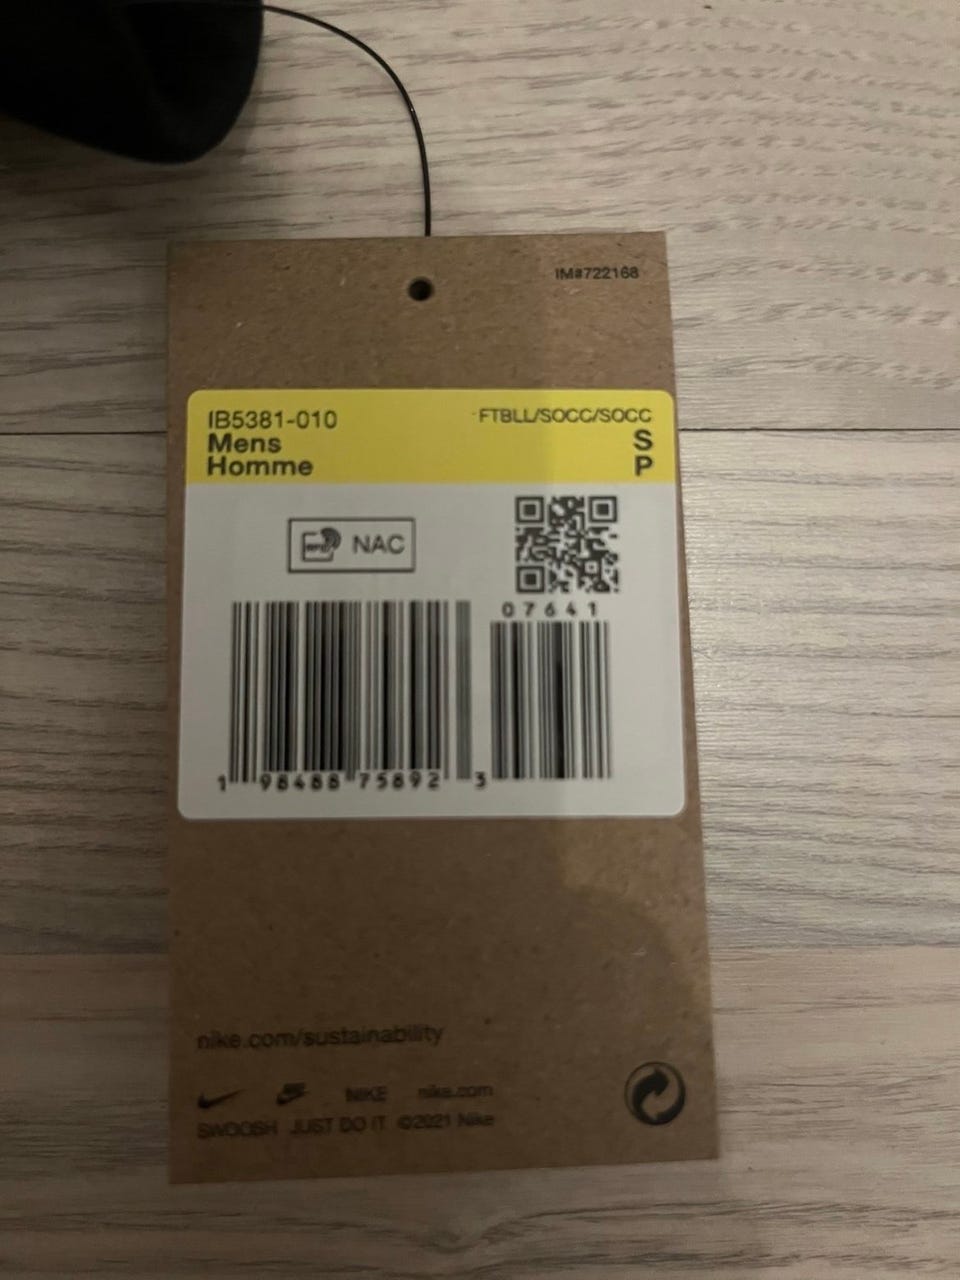 IM#722168
IB5381-010
FTBLL/SOCC/SOCC
Mens
S
Homme
P
RFID NAC
07641
1 98488 75892 3
nike.com/sustainability
NIKE nike.com
SWOOSH JUST DO IT ©2021 Nike